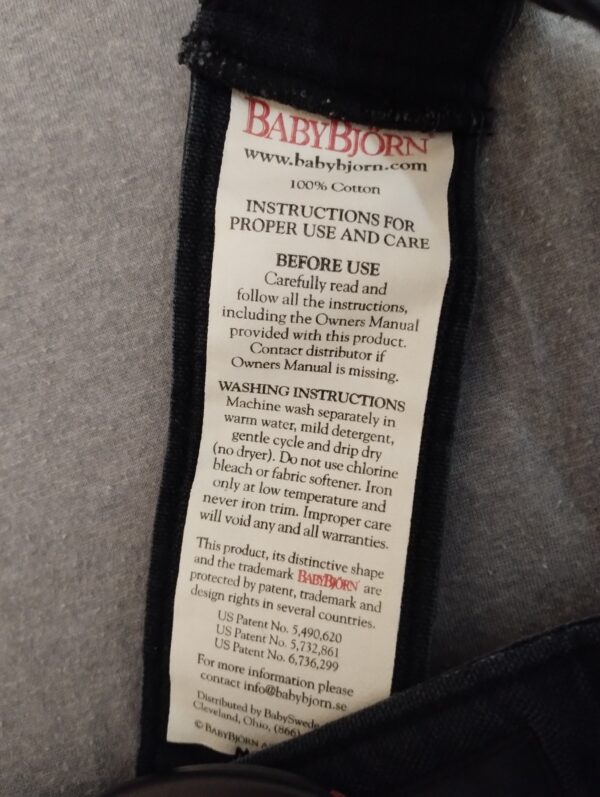 BABYBJÖRN
www.babybjorn.com
100% Cotton
INSTRUCTIONS FOR
PROPER USE AND CARE
BEFORE USE
Carefully read and
follow all the instructions,
including the Owners Manual
provided with this product.
Contact distributor if
Owners Manual is missing.
WASHING INSTRUCTIONS
Machine wash separately in
warm water, mild detergent,
gentle cycle and drip dry
(no dryer). Do not use chlorine
bleach or fabric softener. Iron
only at low temperature and
never iron trim. Improper care
will void any and all warranties.
This product, its distinctive shape
and the trademark BABYBJÖRN are
protected by patent, trademark and
design rights in several countries.
US Patent No. 5,490,620
US Patent No. 5,732,861
US Patent No. 6,736,299
For more information please
contact info@babybjorn.se
Distributed by BabySwede
Cleveland, Ohio, (866)
© BABYBJÖRN